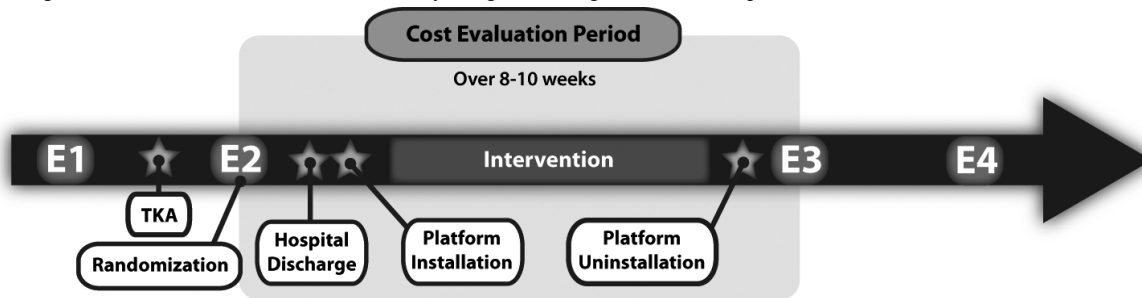 Cost Evaluation Period
Over 8-10 weeks
E1
E2
Intervention
E3
E4
TKA
Randomization
Hospital
Discharge
Platform
Installation
Platform
Uninstallation